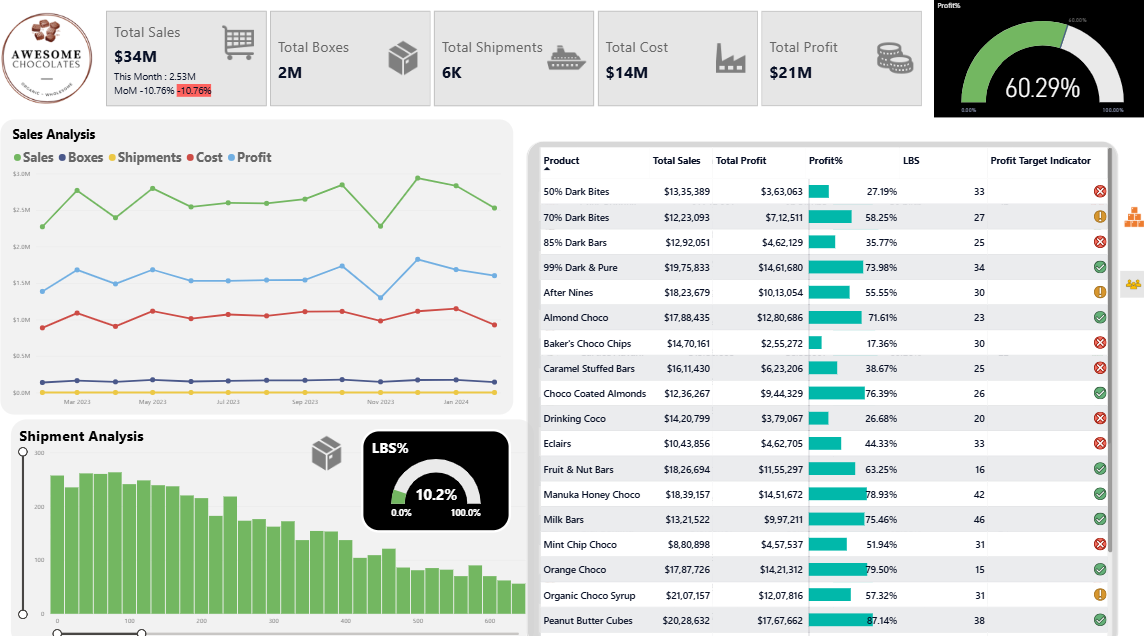 AWESOME
CHOCOLATES
ORGANIC - WHOLESOME
Total Sales
$34M
This Month : 2.53M
MoM -10.76% -10.76%
Total Boxes
2M
Total Shipments
6K
Total Cost
$14M
Total Profit
$21M
Profit%
60.00%
60.29%
0.00% 100.00%
Sales Analysis
Sales Boxes Shipments Cost Profit
$3.0M
$2.5M
$2.0M
$1.5M
$1.0M
$0.5M
$0.0M
Mar 2023 May 2023 Jul 2023 Sep 2023 Nov 2023 Jan 2024
Shipment Analysis
300
200
100
0
0 100 200 300 400 500 600
LBS%
10.2%
0.0% 100.0%
Product Total Sales Total Profit Profit% LBS Profit Target Indicator
50% Dark Bites $13,35,389 $3,63,063 27.19% 33
70% Dark Bites $12,23,093 $7,12,511 58.25% 27
85% Dark Bars $12,92,051 $4,62,129 35.77% 25
99% Dark & Pure $19,75,833 $14,61,680 73.98% 34
After Nines $18,23,679 $10,13,054 55.55% 30
Almond Choco $17,88,435 $12,80,686 71.61% 23
Baker's Choco Chips $14,70,161 $2,55,272 17.36% 30
Caramel Stuffed Bars $16,11,430 $6,23,206 38.67% 25
Choco Coated Almonds $12,36,267 $9,44,329 76.39% 26
Drinking Coco $14,20,799 $3,79,067 26.68% 20
Eclairs $10,43,856 $4,62,705 44.33% 33
Fruit & Nut Bars $18,26,694 $11,55,297 63.25% 16
Manuka Honey Choco $18,39,157 $14,51,672 78.93% 42
Milk Bars $13,21,522 $9,97,211 75.46% 46
Mint Chip Choco $8,80,898 $4,57,537 51.94% 31
Orange Choco $17,87,726 $14,21,312 79.50% 15
Organic Choco Syrup $21,07,157 $12,07,816 57.32% 31
Peanut Butter Cubes $20,28,632 $17,67,662 87.14% 38